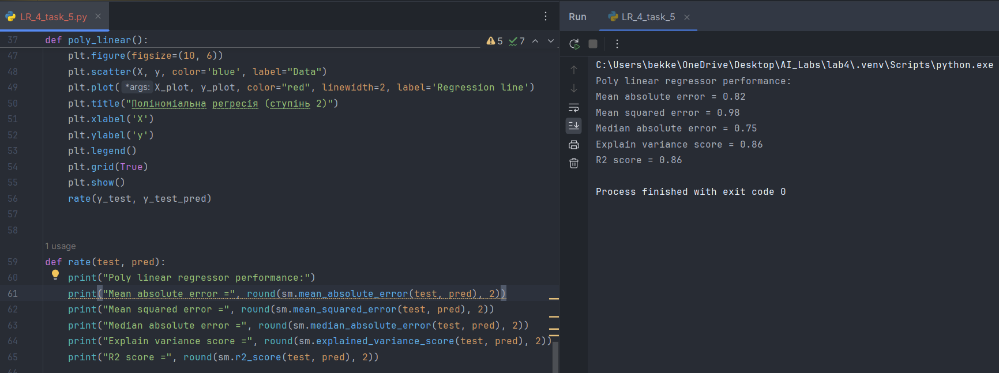 LR_4_task_5.py
37 def poly_linear():
5 7
47 plt.figure(figsize=(10, 6))
48 plt.scatter(X, y, color='blue', label="Data")
49 plt.plot( *args: X_plot, y_plot, color="red", linewidth=2, label='Regression line')
50 plt.title("Поліноміальна регресія (ступінь 2)")
51 plt.xlabel('X')
52 plt.ylabel('y')
53 plt.legend()
54 plt.grid(True)
55 plt.show()
56 rate(y_test, y_test_pred)
57
58
1 usage
59 def rate(test, pred):
60 print("Poly linear regressor performance:")
61 print("Mean absolute error =", round(sm.mean_absolute_error(test, pred), 2))
62 print("Mean squared error =", round(sm.mean_squared_error(test, pred), 2))
63 print("Median absolute error =", round(sm.median_absolute_error(test, pred), 2))
64 print("Explain variance score =", round(sm.explained_variance_score(test, pred), 2))
65 print("R2 score =", round(sm.r2_score(test, pred), 2))
66
Run LR_4_task_5
C:\Users\bekke\OneDrive\Desktop\AI_Labs\lab4\.venv\Scripts\python.exe
Poly linear regressor performance:
Mean absolute error = 0.82
Mean squared error = 0.98
Median absolute error = 0.75
Explain variance score = 0.86
R2 score = 0.86
Process finished with exit code 0